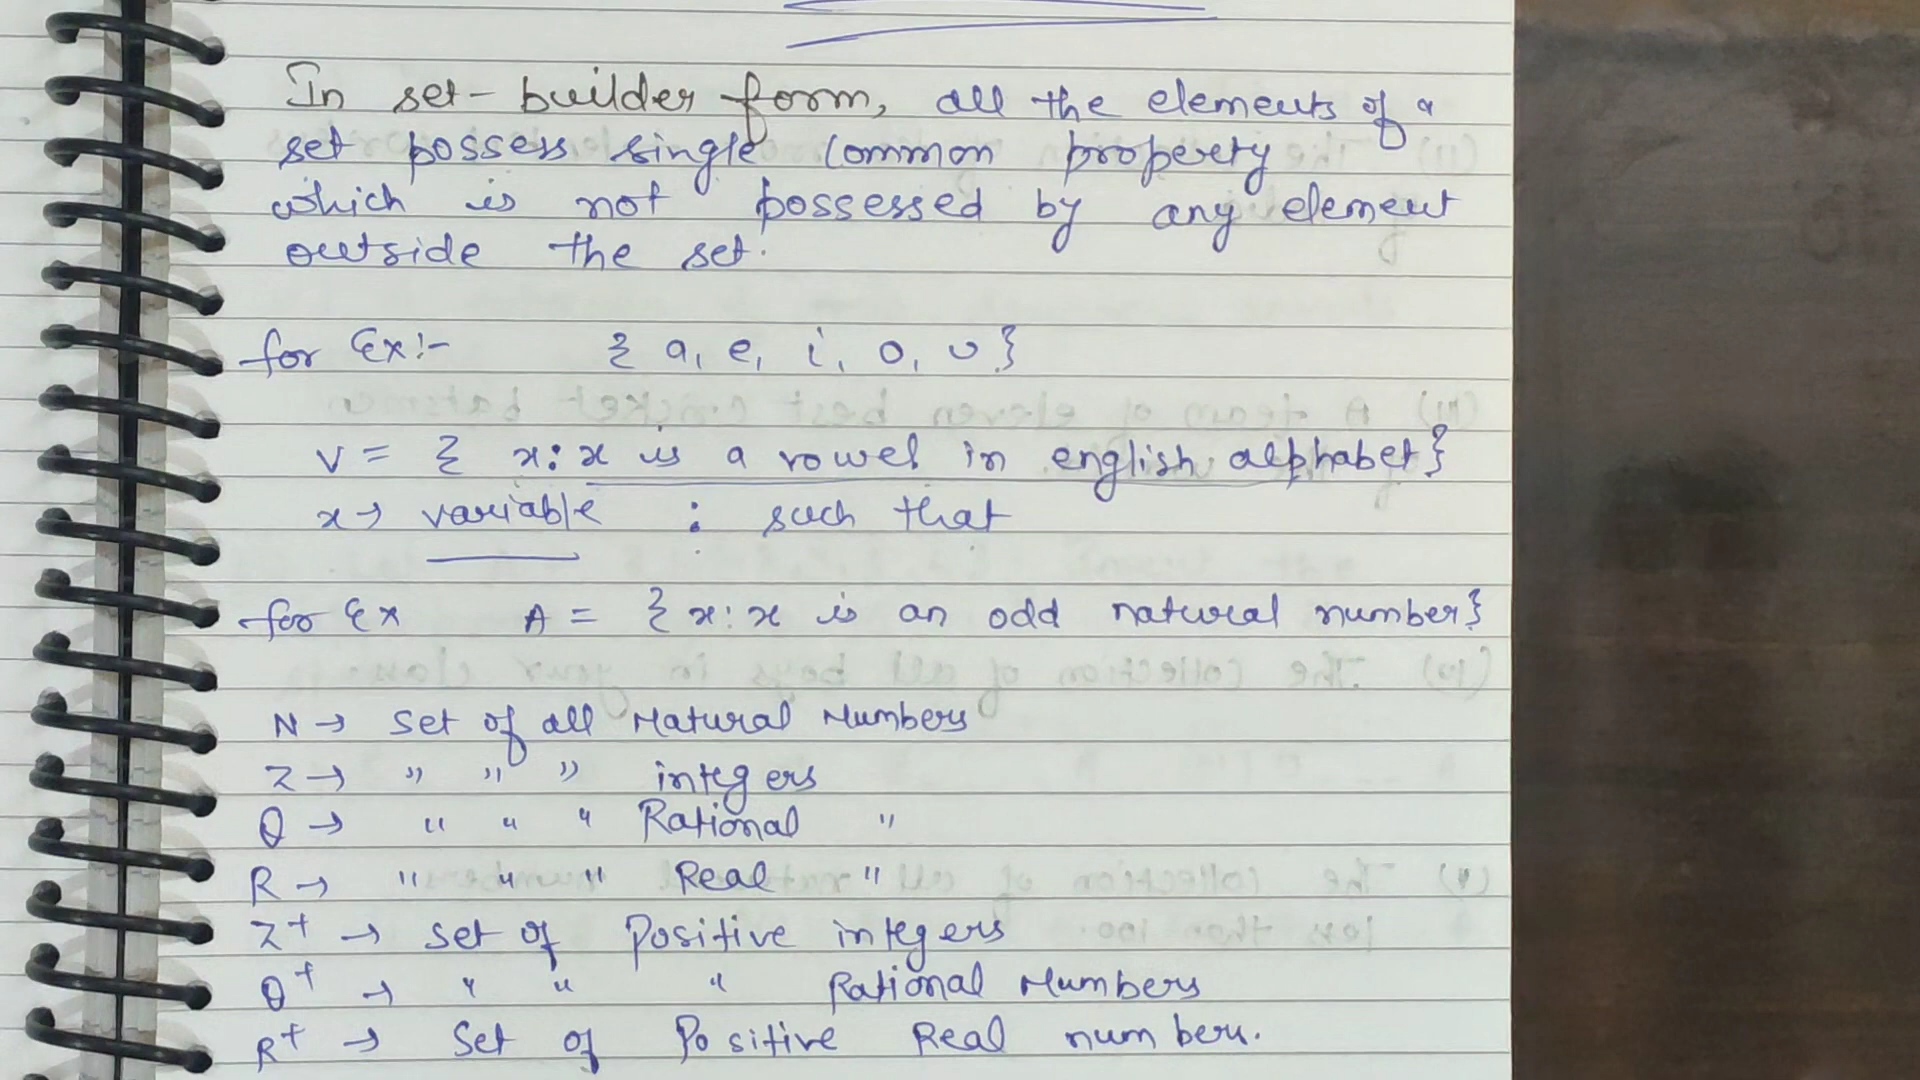 In set-builder form, all the elements of a
set possess single common property
which is not possessed by any element
outside the set.
for Ex:- { a, e, i, o, u }
V = { x : x is a vowel in english alphabet}
x → variable : such that
for Ex A = { x : x is an odd natural number}
N → Set of all Natural Numbers
Z → " " " integers
Q → " " " Rational "
R → " " " Real "
Z+ → set of Positive integers
Q+ → " " " Rational Numbers
R+ → Set of Positive Real numbers.